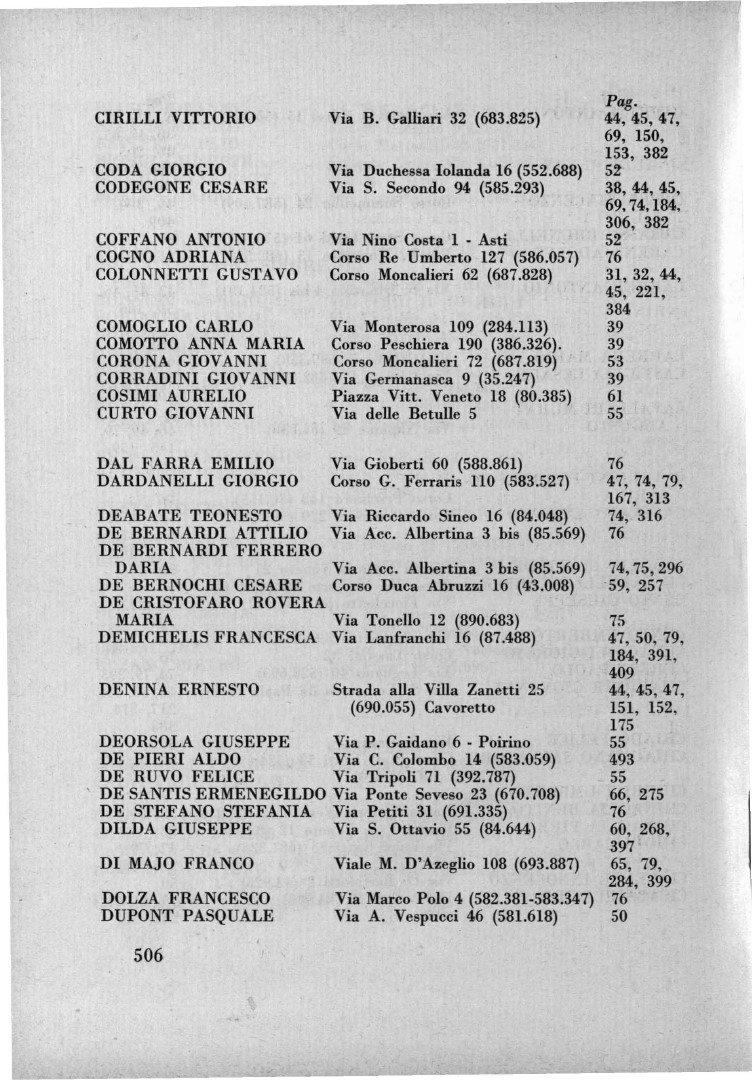 Pag.
CIRILLI VITTORIO Via B. Galliari 32 (683.825) 44, 45, 47,
69, 150,
153, 382
CODA GIORGIO Via Duchessa Iolanda 16 (552.688) 52
CODEGONE CESARE Via S. Secondo 94 (585.293) 38, 44, 45,
69, 74, 184,
306, 382
COFFANO ANTONIO Via Nino Costa 1 - Asti 52
COGNO ADRIANA Corso Re Umberto 127 (586.057) 76
COLONNETTI GUSTAVO Corso Moncalieri 62 (687.828) 31, 32, 44,
45, 221,
384
COMOGLIO CARLO Via Monterosa 109 (284.113) 39
COMOTTO ANNA MARIA Corso Peschiera 190 (386.326). 39
CORONA GIOVANNI Corso Moncalieri 72 (687.819) 53
CORRADINI GIOVANNI Via Germanasca 9 (35.247) 39
COSIMI AURELIO Piazza Vitt. Veneto 18 (80.385) 61
CURTO GIOVANNI Via delle Betulle 5 55
DAL FARRA EMILIO Via Gioberti 60 (588.861) 76
DARDANELLI GIORGIO Corso G. Ferraris 110 (583.527) 47, 74, 79,
167, 313
DEABATE TEONESTO Via Riccardo Sineo 16 (84.048) 74, 316
DE BERNARDI ATTILIO Via Acc. Albertina 3 bis (85.569) 76
DE BERNARDI FERRERO
DARIA Via Acc. Albertina 3 bis (85.569) 74, 75, 296
DE BERNOCHI CESARE Corso Duca Abruzzi 16 (43.008) 59, 257
DE CRISTOFARO ROVERA
MARIA Via Tonello 12 (890.683) 75
DEMICHELIS FRANCESCA Via Lanfranchi 16 (87.488) 47, 50, 79,
184, 391,
409
DENINA ERNESTO Strada alla Villa Zanetti 25 44, 45, 47,
(690.055) Cavoretto 151, 152,
175
DEORSOLA GIUSEPPE Via P. Gaidano 6 - Poirino 55
DE PIERI ALDO Via C. Colombo 14 (583.059) 493
DE RUVO FELICE Via Tripoli 71 (392.787) 55
DE SANTIS ERMENEGILDO Via Ponte Seveso 23 (670.708) 66, 275
DE STEFANO STEFANIA Via Petiti 31 (691.335) 76
DILDA GIUSEPPE Via S. Ottavio 55 (84.644) 60, 268,
397
DI MAJO FRANCO Viale M. D'Azeglio 108 (693.887) 65, 79,
284, 399
DOLZA FRANCESCO Via Marco Polo 4 (582.381-583.347) 76
DUPONT PASQUALE Via A. Vespucci 46 (581.618) 50
506